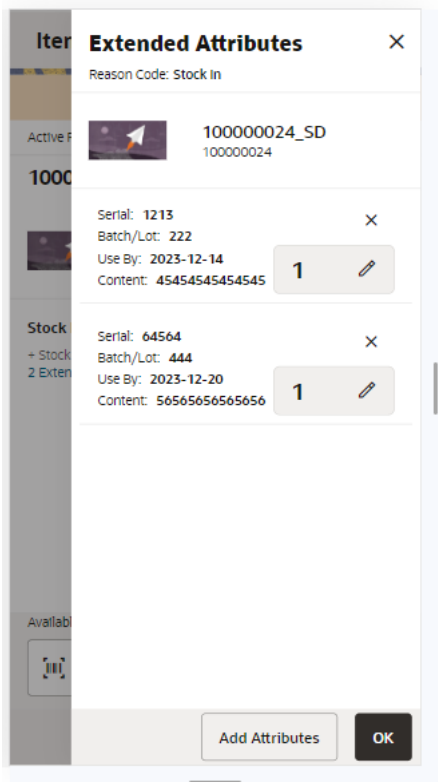 Iter
Extended Attributes
Reason Code: Stock In
Active F
1000
100000024_SD
100000024
Serial: 1213
Batch/Lot: 222
Use By: 2023-12-14
Content: 45454545454545
1
Stock
+ Stock
2 Exten
Serial: 64564
Batch/Lot: 444
Use By: 2023-12-20
Content: 56565656565656
1
Availabl
Add Attributes
OK